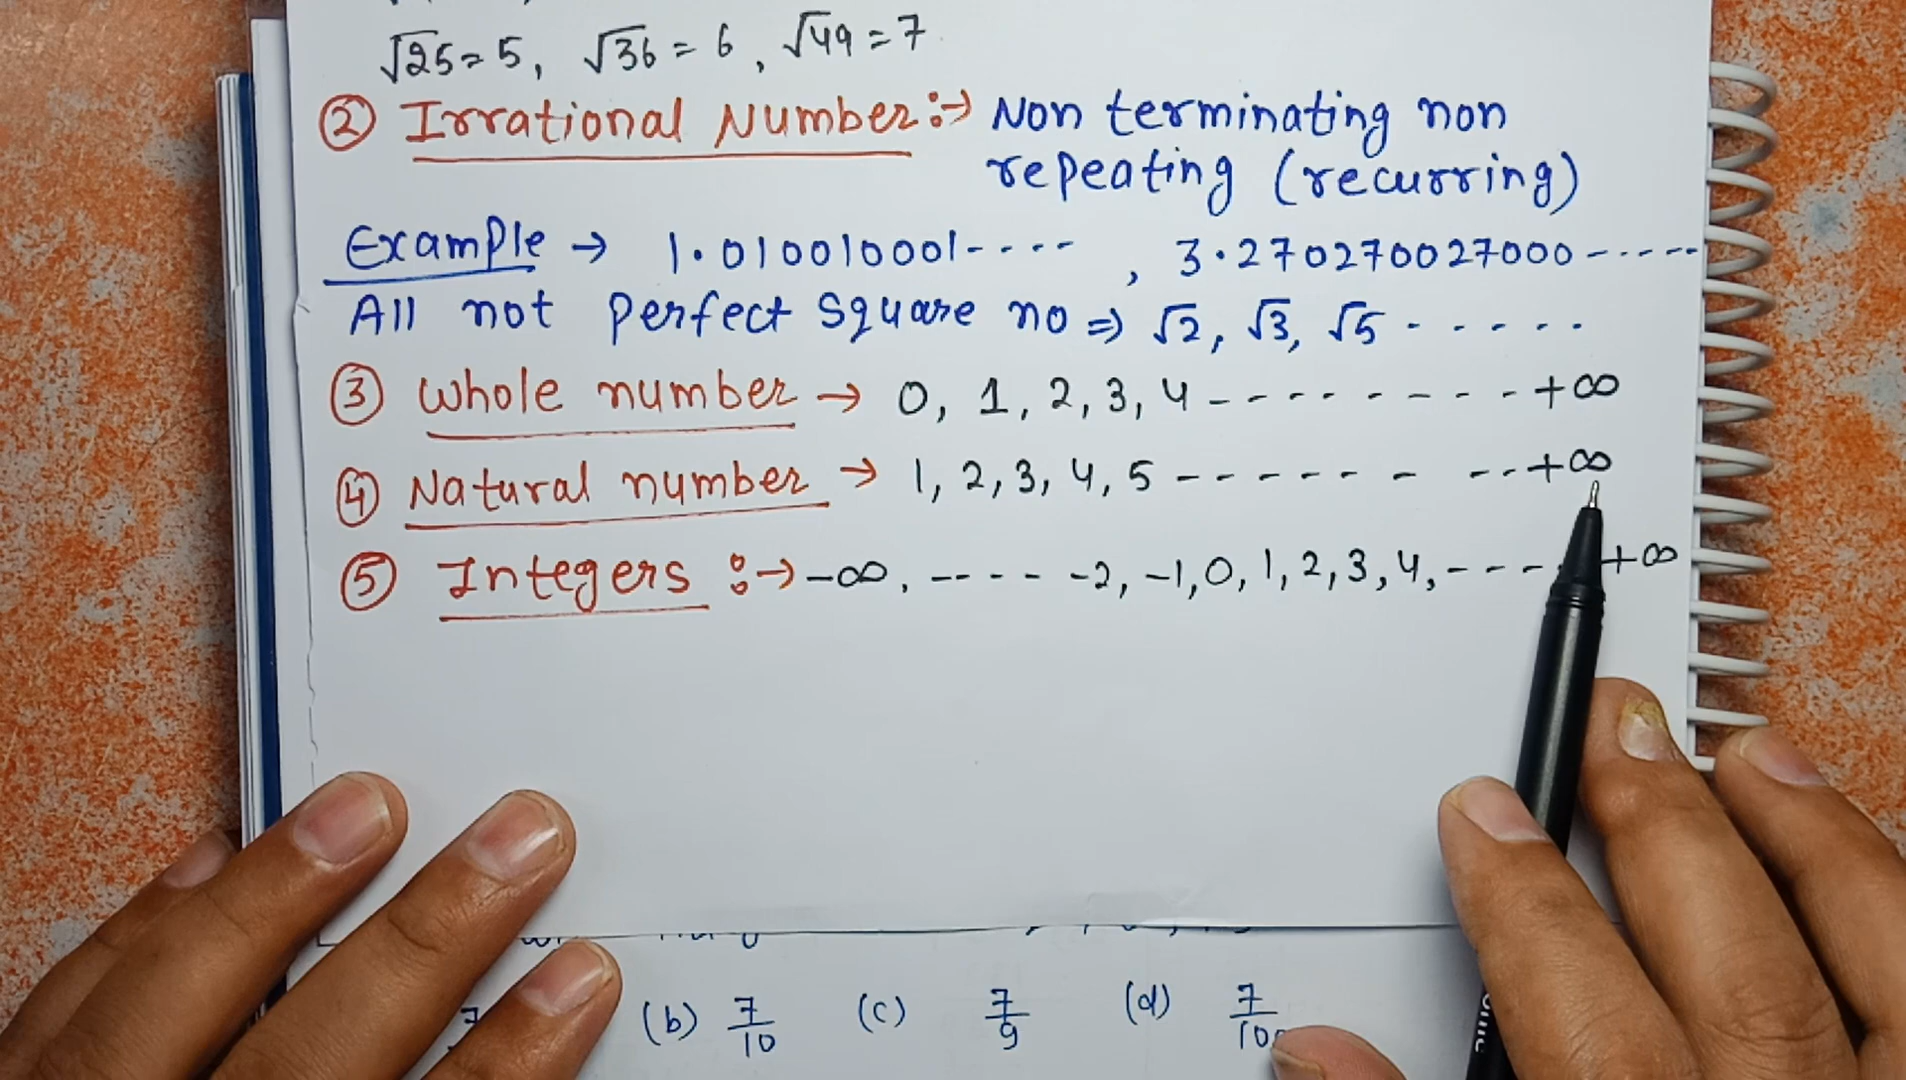 √25=5, √36=6, √49=7
② Irrational Number :→ Non terminating non
repeating (recurring)
Example → 1.010010001---- , 3.270270027000-----
All not perfect square no ⇒ √2, √3, √5 ------
③ Whole number → 0, 1, 2, 3, 4 --------- +∞
④ Natural number → 1, 2, 3, 4, 5 ------ - --- +∞
⑤ Integers :→ -∞, ---- -2, -1, 0, 1, 2, 3, 4, ---- +∞
(b) 7/10 (c) 7/9 (d) 7/10